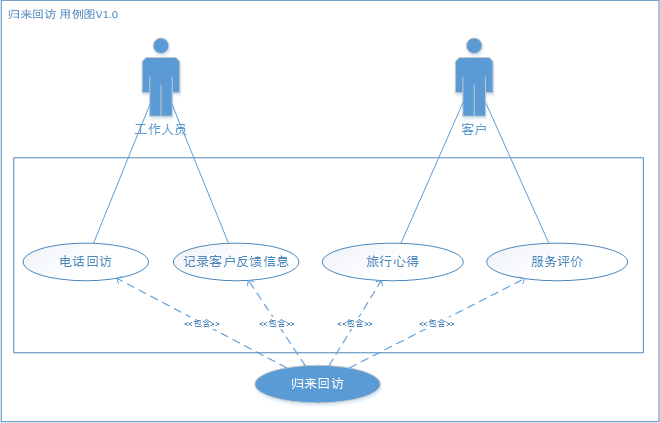 归来回访 用例图V1.0
工作人员
客户
电话回访
记录客户反馈信息
旅行心得
服务评价
<<包含>>
<<包含>>
<<包含>>
<<包含>>
归来回访